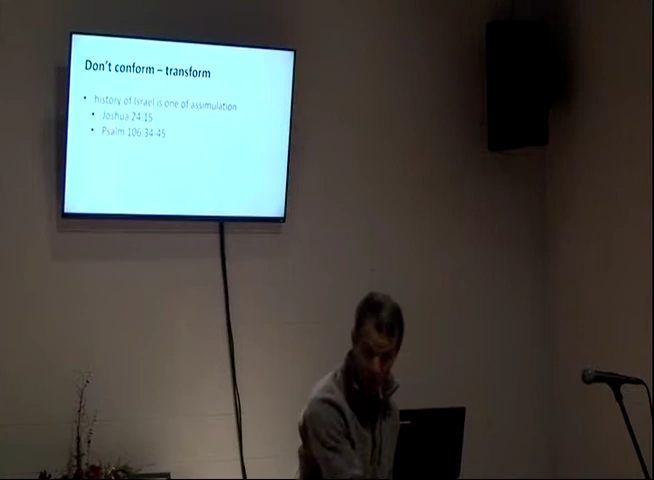 Don't conform – transform
• history of Israel is one of assimulation
• Joshua 24:15
• Psalm 106:34-45